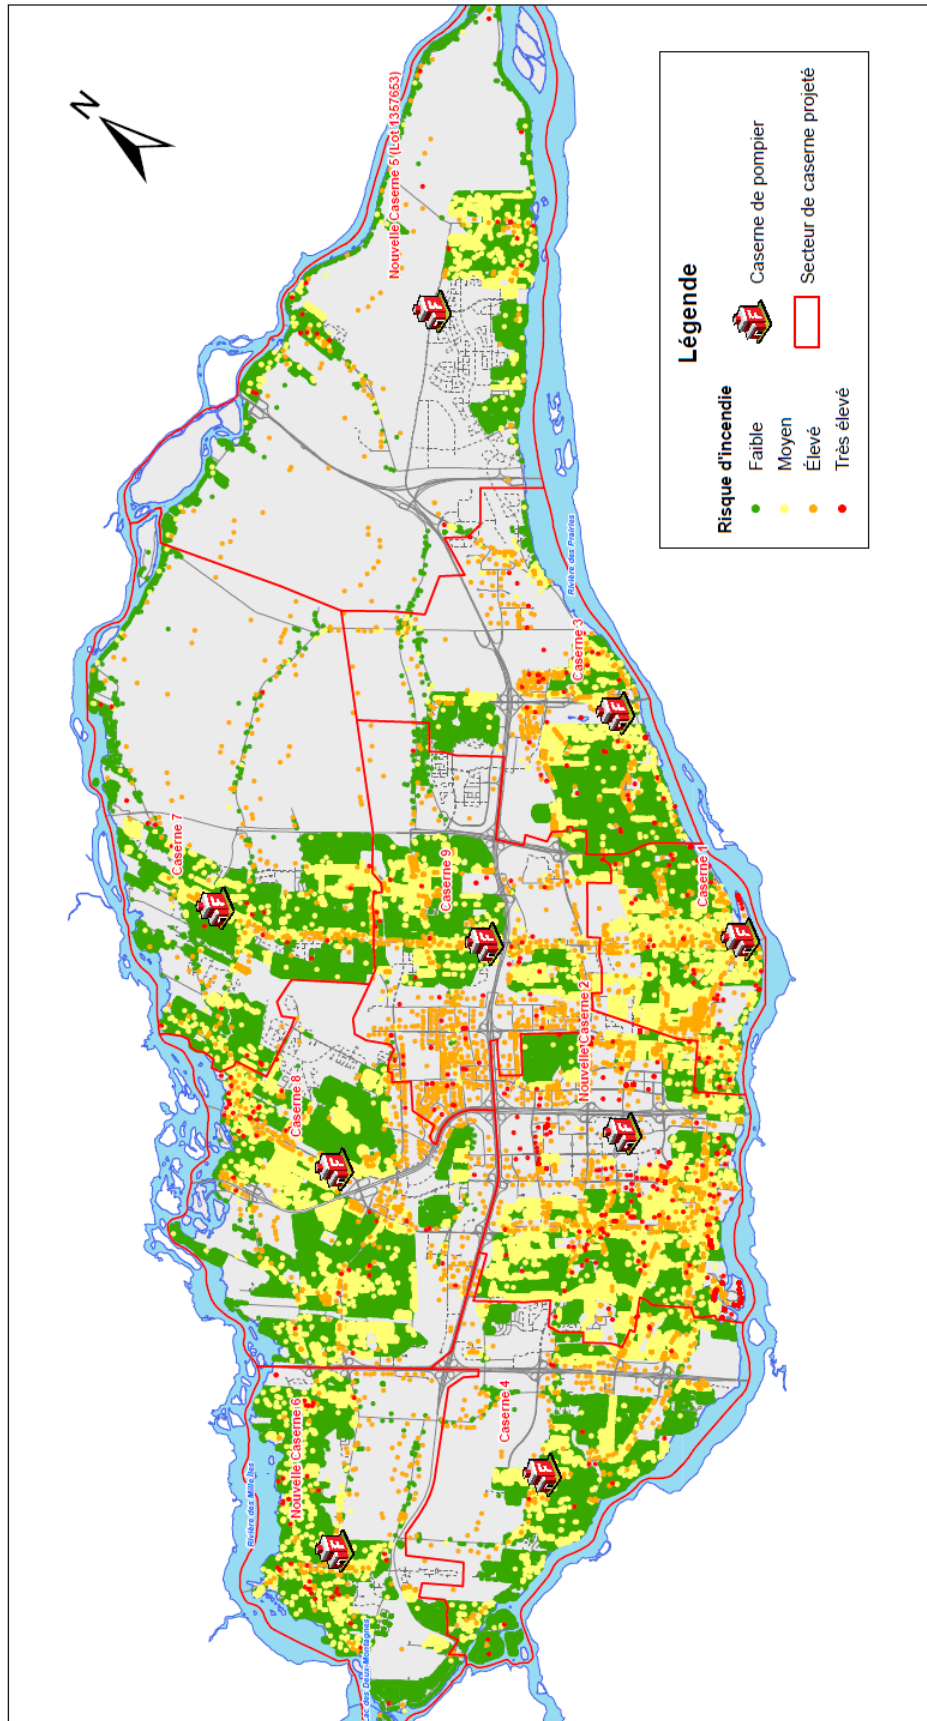 N
Nouvelle Caserne 5 (Lot 1357653)
Caserne 7
Caserne 3
Rivière des Prairies
Caserne 9
Caserne 1
Nouvelle Caserne 2
Caserne 8
Nouvelle Caserne 6
Rivière des Mille Iles
Caserne 4
Lac des Deux-Montagnes
Légende
Risque d'incendie
Faible
Moyen
Élevé
Très élevé
Caserne de pompier
Secteur de caserne projeté